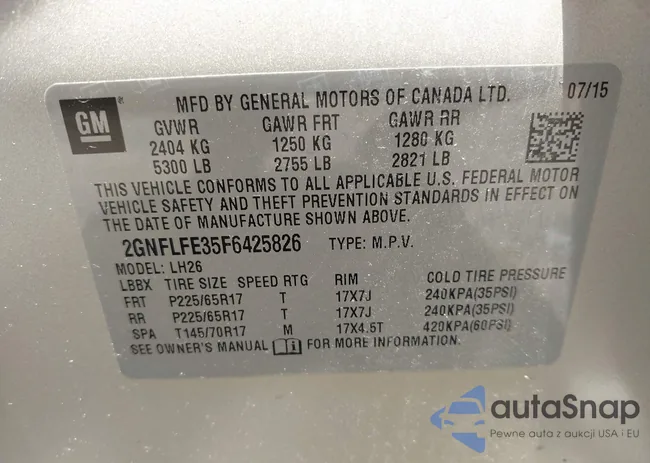 GM
MFD BY GENERAL MOTORS OF CANADA LTD. 07/15
GVWR GAWR FRT GAWR RR
2404 KG 1250 KG 1280 KG
5300 LB 2755 LB 2821 LB
THIS VEHICLE CONFORMS TO ALL APPLICABLE U.S. FEDERAL MOTOR
VEHICLE SAFETY AND THEFT PREVENTION STANDARDS IN EFFECT ON
THE DATE OF MANUFACTURE SHOWN ABOVE.
2GNFLFE35F6425826 TYPE: M.P.V.
MODEL: LH26
LBBX TIRE SIZE SPEED RTG RIM COLD TIRE PRESSURE
FRT P225/65R17 T 17X7J 240KPA(35PSI)
RR P225/65R17 T 17X7J 240KPA(35PSI)
SPA T145/70R17 M 17X4.5T 420KPA(60PSI)
SEE OWNER'S MANUAL FOR MORE INFORMATION.
autaSnap
Pewne auta z aukcji USA i EU